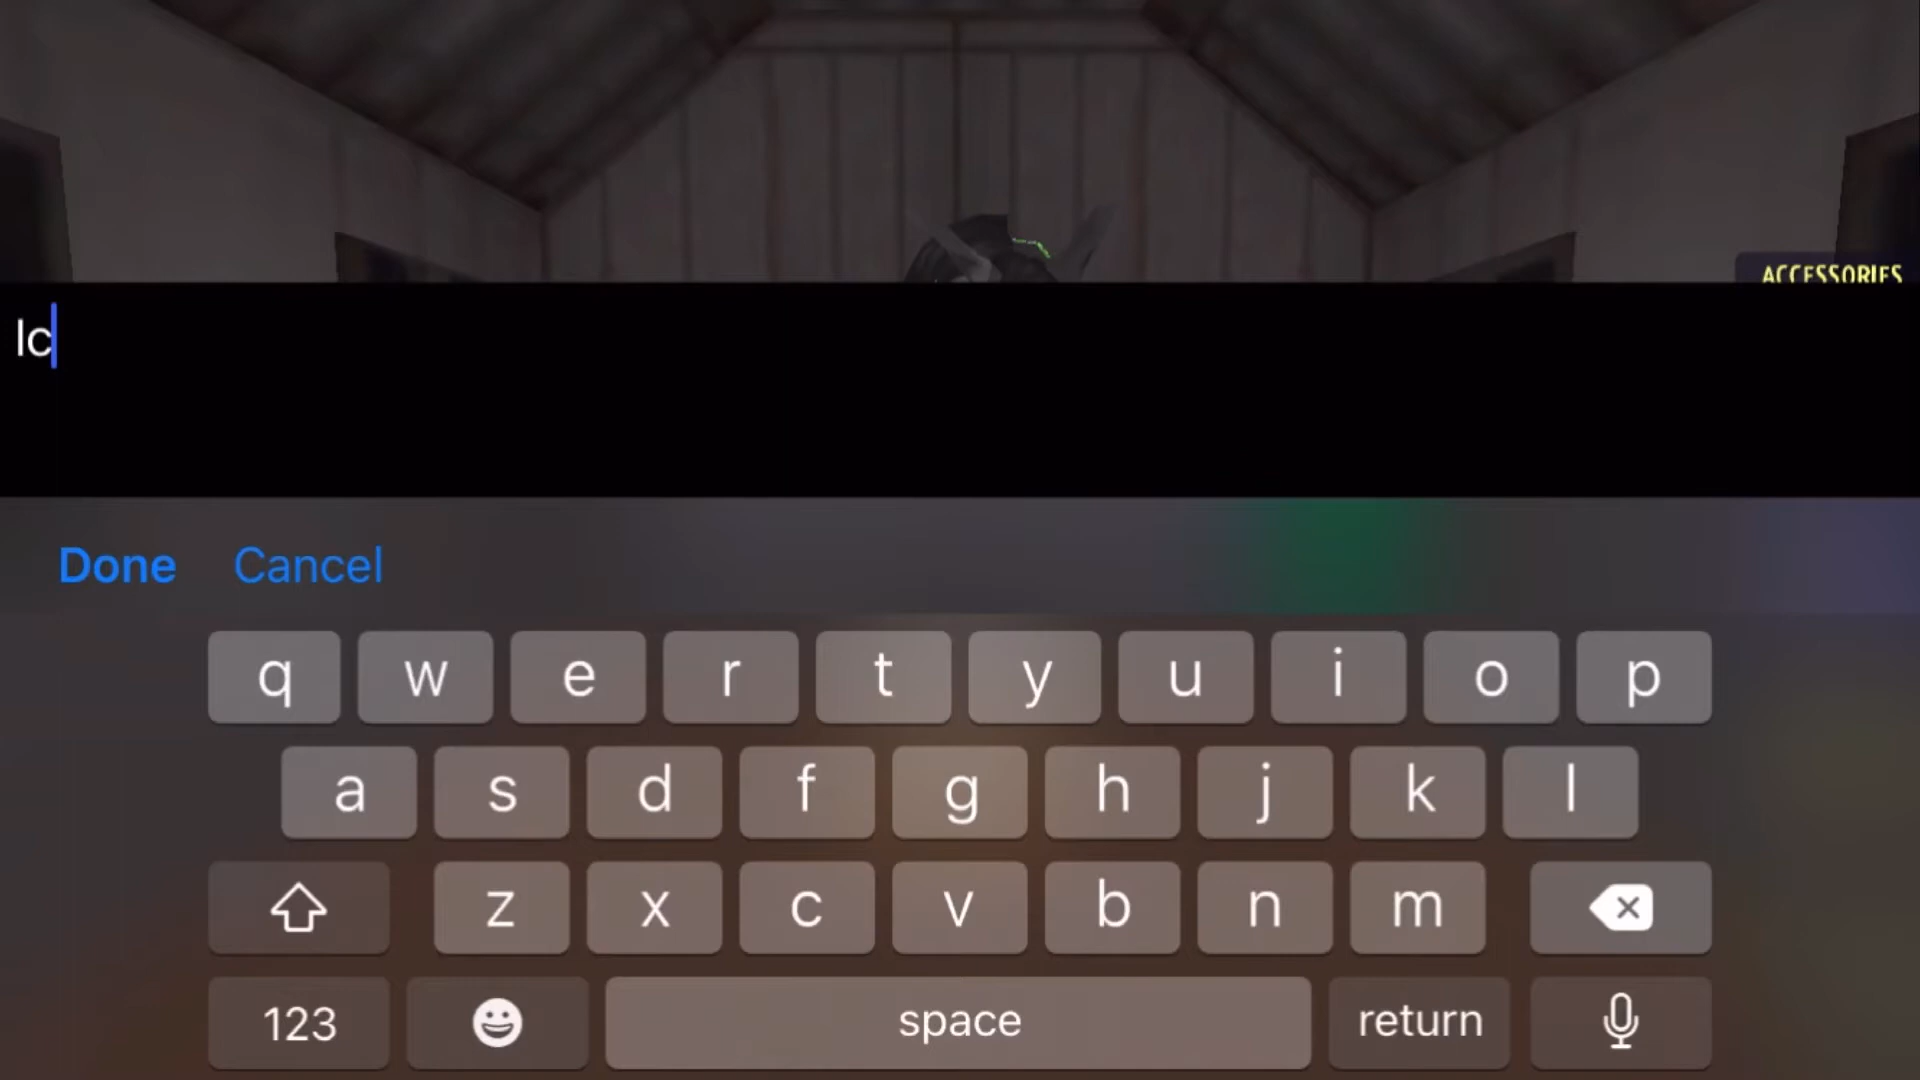 ACCESSORIES
lc
Done Cancel
q w e r t y u i o p
a s d f g h j k l
z x c v b n m
123 space return